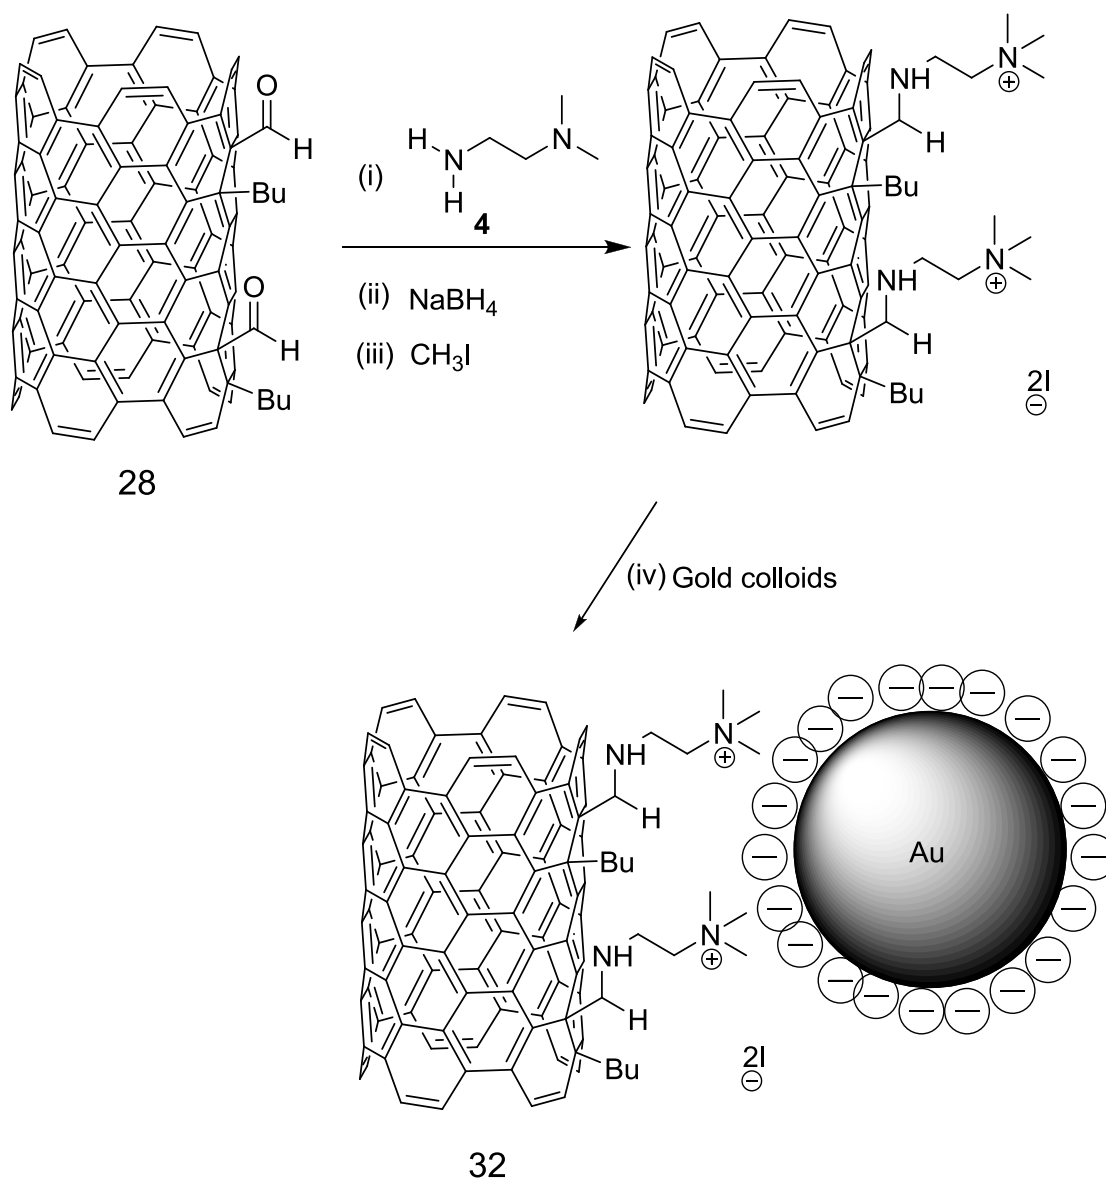 O
H
Bu
O
H
Bu
28
(i)
H
N
H
N
4
(ii) NaBH4
(iii) CH3I
NH
N
+
H
Bu
NH
N
+
H
Bu
2I
−
(iv) Gold colloids
NH
N
+
H
Bu
NH
N
+
H
Bu
2I
−
Au
− − − − − − − − − − − − − − − − − − − − − − −
32